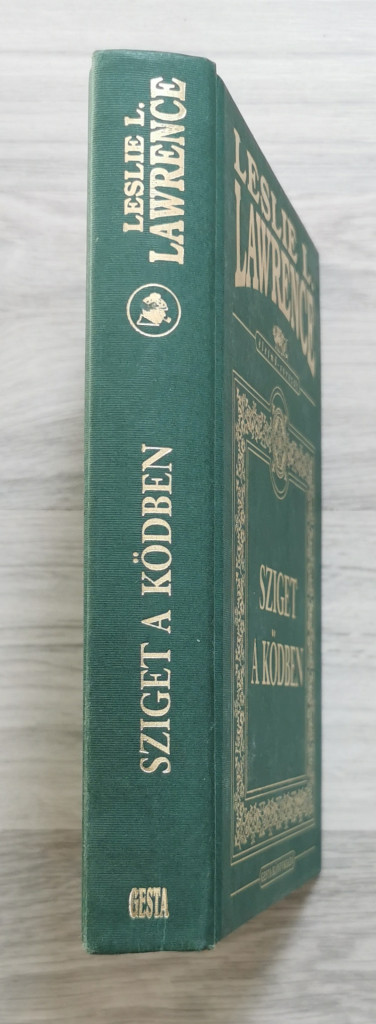 LESLIE L.
LAWRENCE
SZIGET A KÖDBEN
GESTA
LESLIE L.
LAWRENCE
SZIGET
A KÖDBEN